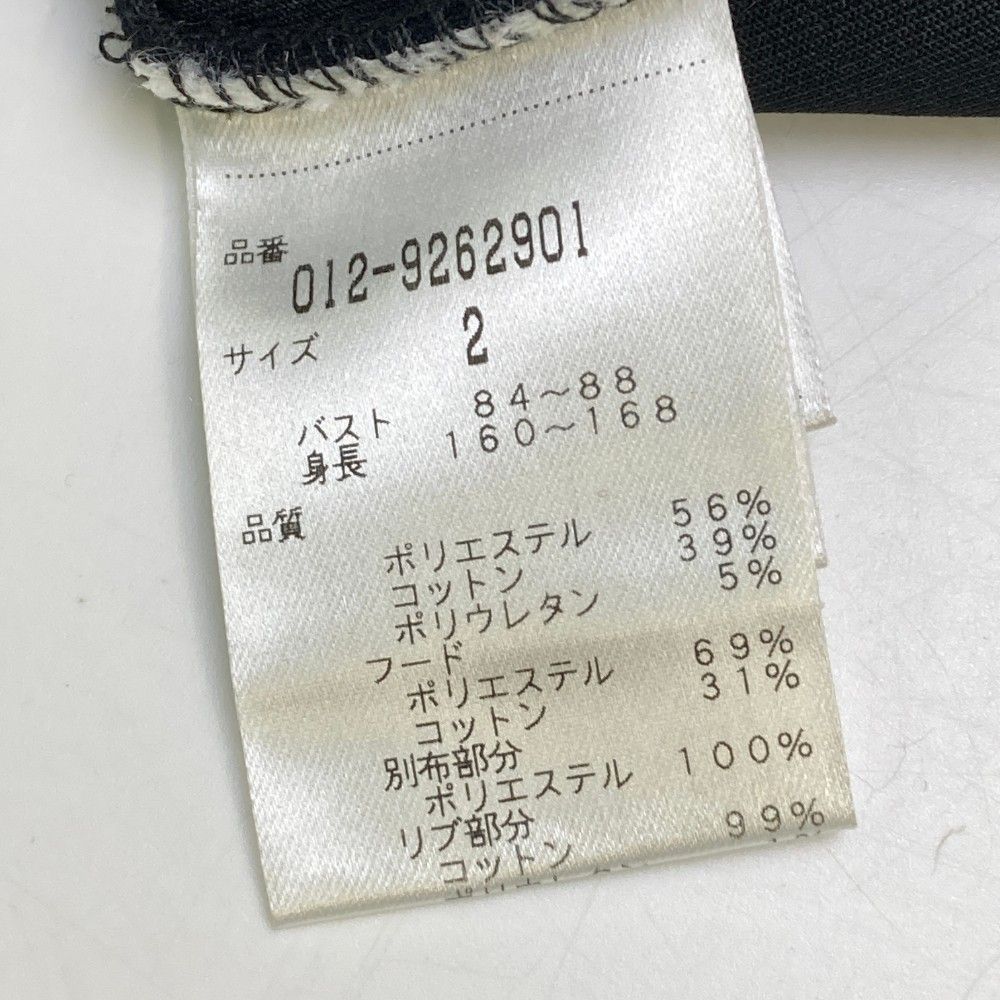 品番 012-9262901
サイズ 2
バスト 84～88
身長 160～168
品質
ポリエステル 56%
コットン 39%
ポリウレタン 5%
フード
ポリエステル 69%
コットン 31%
別布部分
ポリエステル 100%
リブ部分
コットン 99%